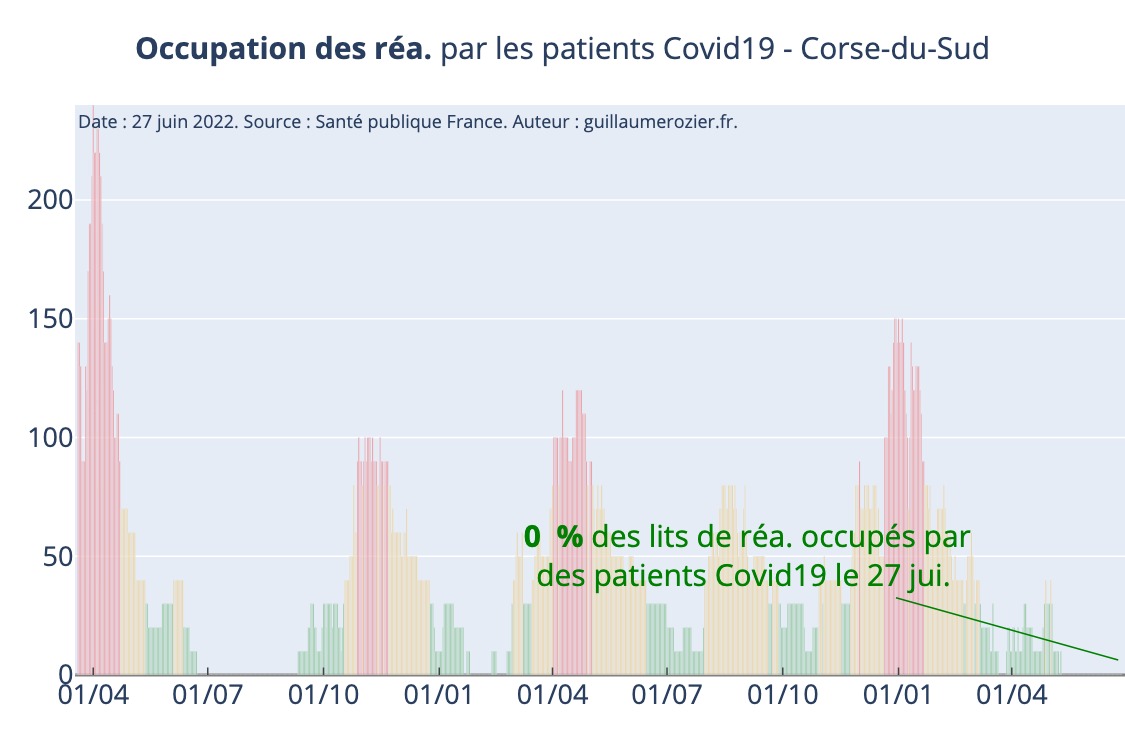 Occupation des réa. par les patients Covid19 - Corse-du-Sud
Date : 27 juin 2022. Source : Santé publique France. Auteur : guillaumerozier.fr.
200
150
100
50
0
0 % des lits de réa. occupés par
des patients Covid19 le 27 jui.
01/04 01/07 01/10 01/01 01/04 01/07 01/10 01/01 01/04